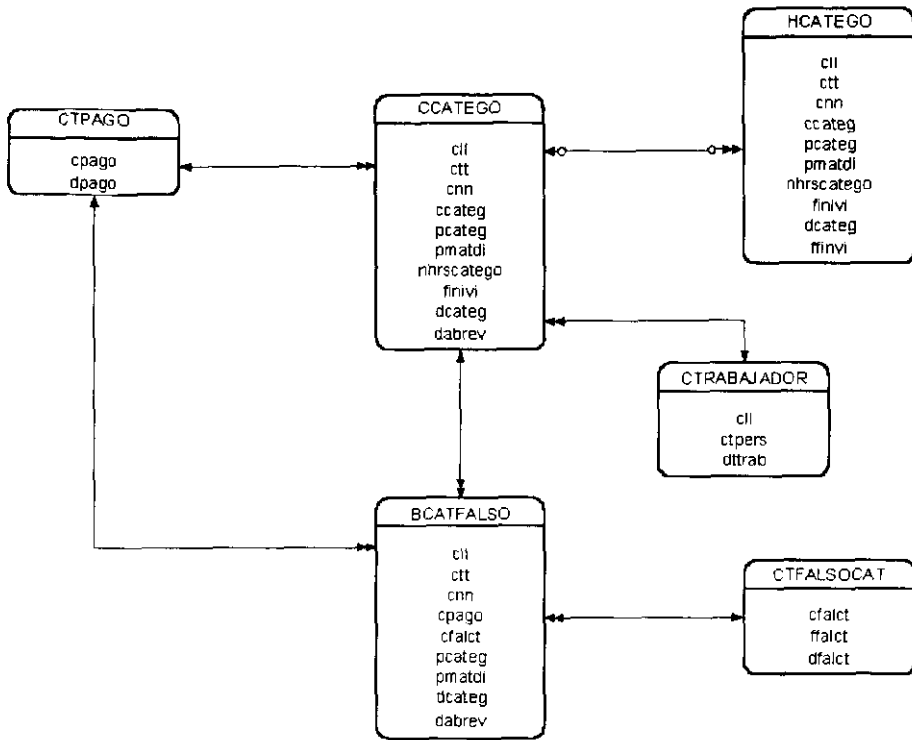 HCATEGO
cll
ctt
cnn
ccateg
pcateg
pmatdi
nhrscatego
finivi
dcateg
ffinvi
CCATEGO
cll
ctt
cnn
ccateg
pcateg
pmatdi
nhrscatego
finivi
dcateg
dabrev
CTPAGO
cpago
dpago
CTRABAJADOR
cll
ctpers
dttrab
BCATFALSO
cll
ctt
cnn
cpago
cfalct
pcateg
pmatdi
dcateg
dabrev
CTFALSOCAT
cfalct
ffalct
dfalct